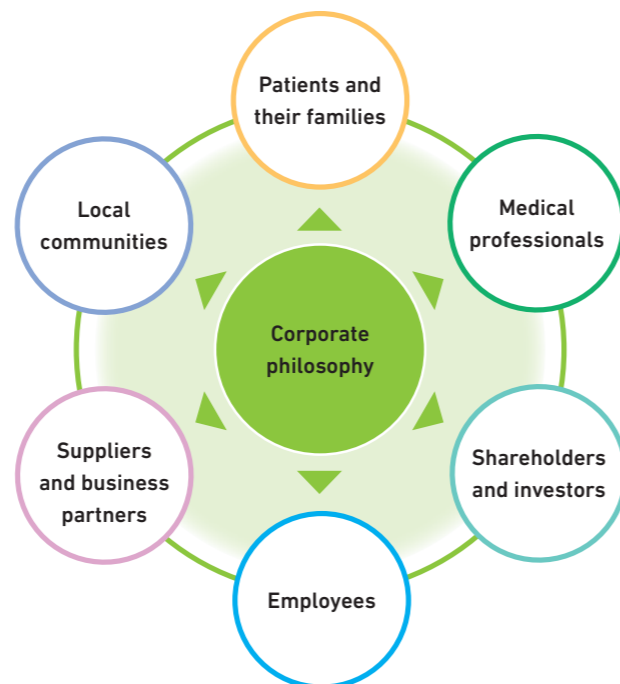 Patients and
their families
Local
communities
Medical
professionals
Corporate
philosophy
Suppliers
and business
partners
Shareholders
and investors
Employees